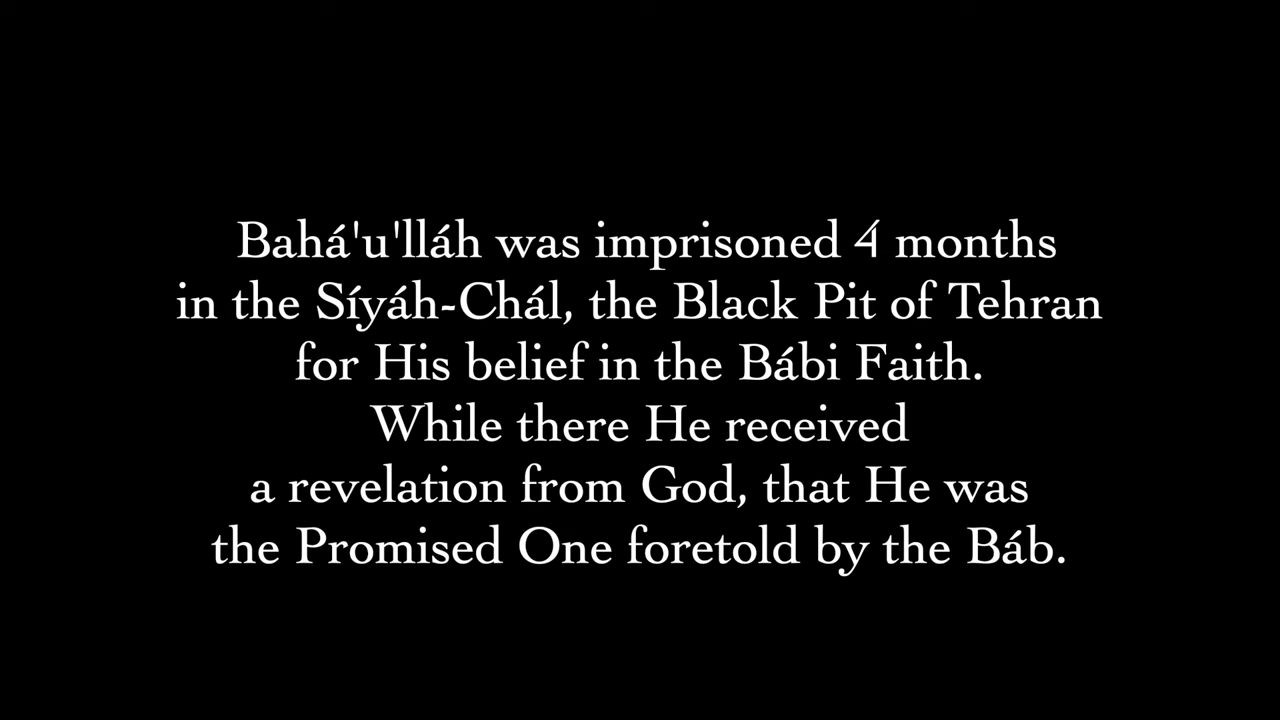 Bahá'u'lláh was imprisoned 4 months
in the Síyáh-Chál, the Black Pit of Tehran
for His belief in the Bábi Faith.
While there He received
a revelation from God, that He was
the Promised One foretold by the Báb.